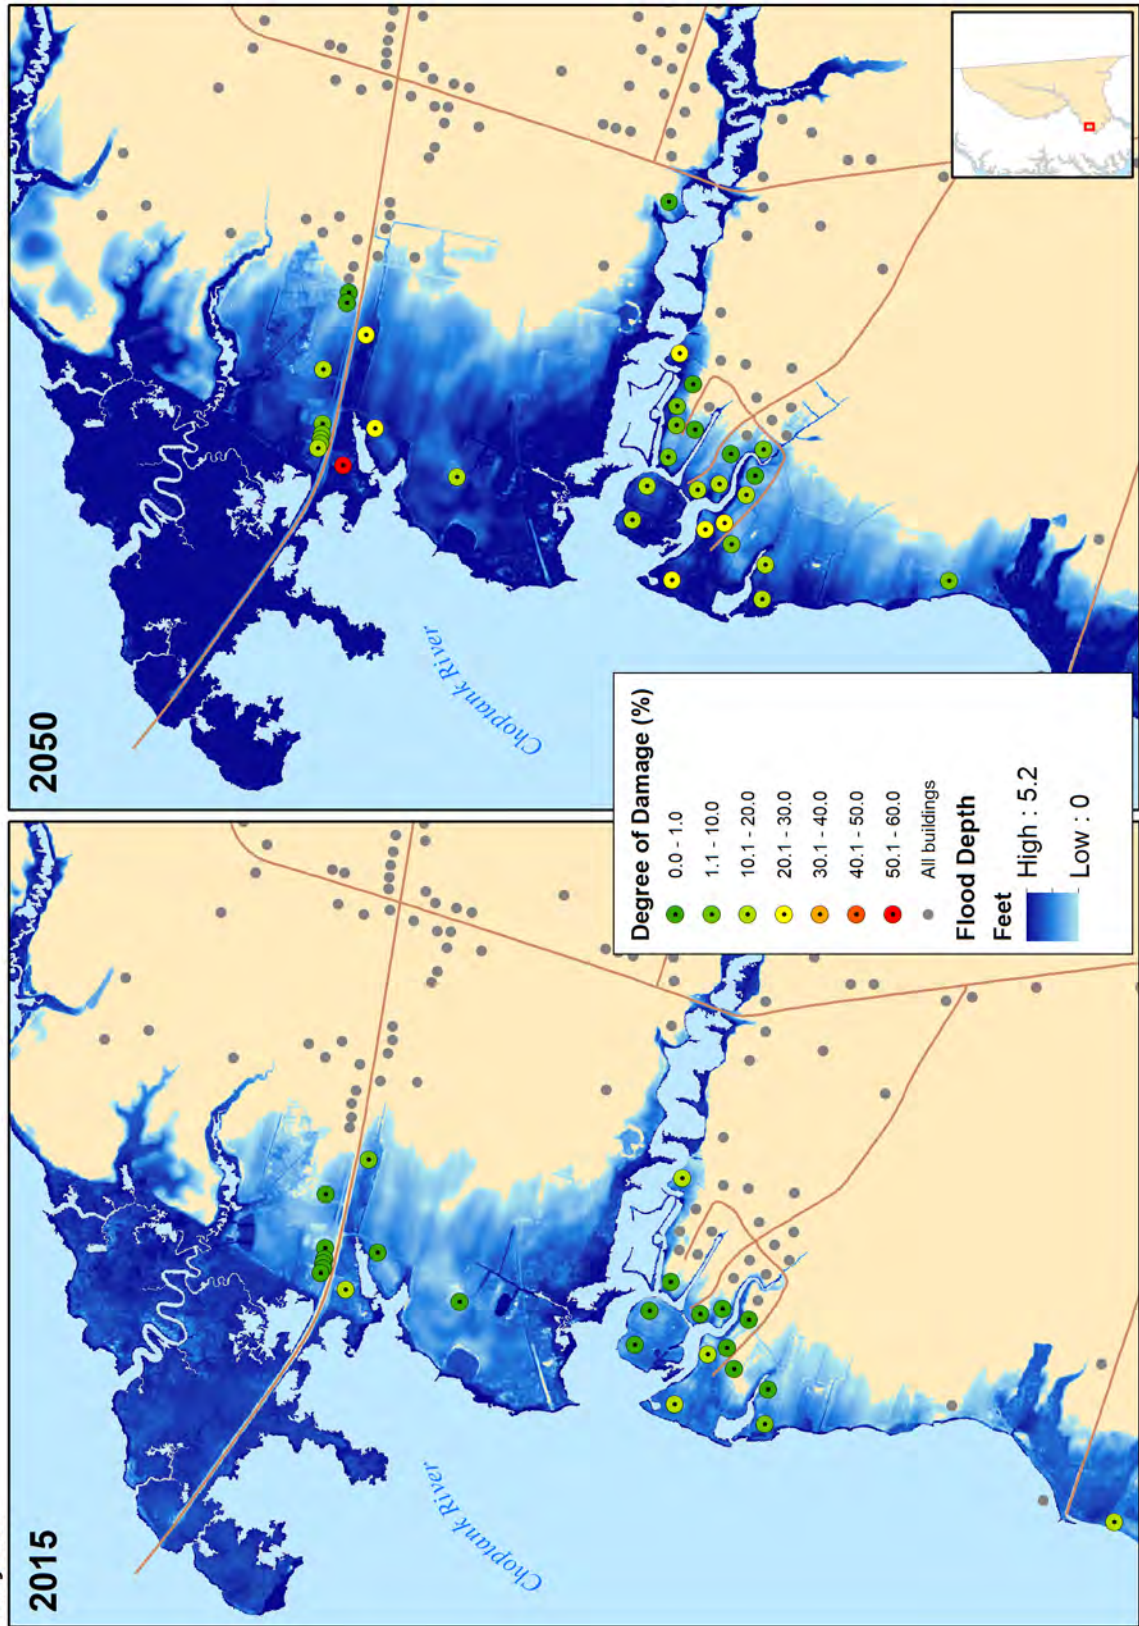 2015
Choptank River
2050
Choptank River
Degree of Damage (%)
0.0 - 1.0
1.1 - 10.0
10.1 - 20.0
20.1 - 30.0
30.1 - 40.0
40.1 - 50.0
50.1 - 60.0
All buildings
Flood Depth
Feet
High : 5.2
Low : 0